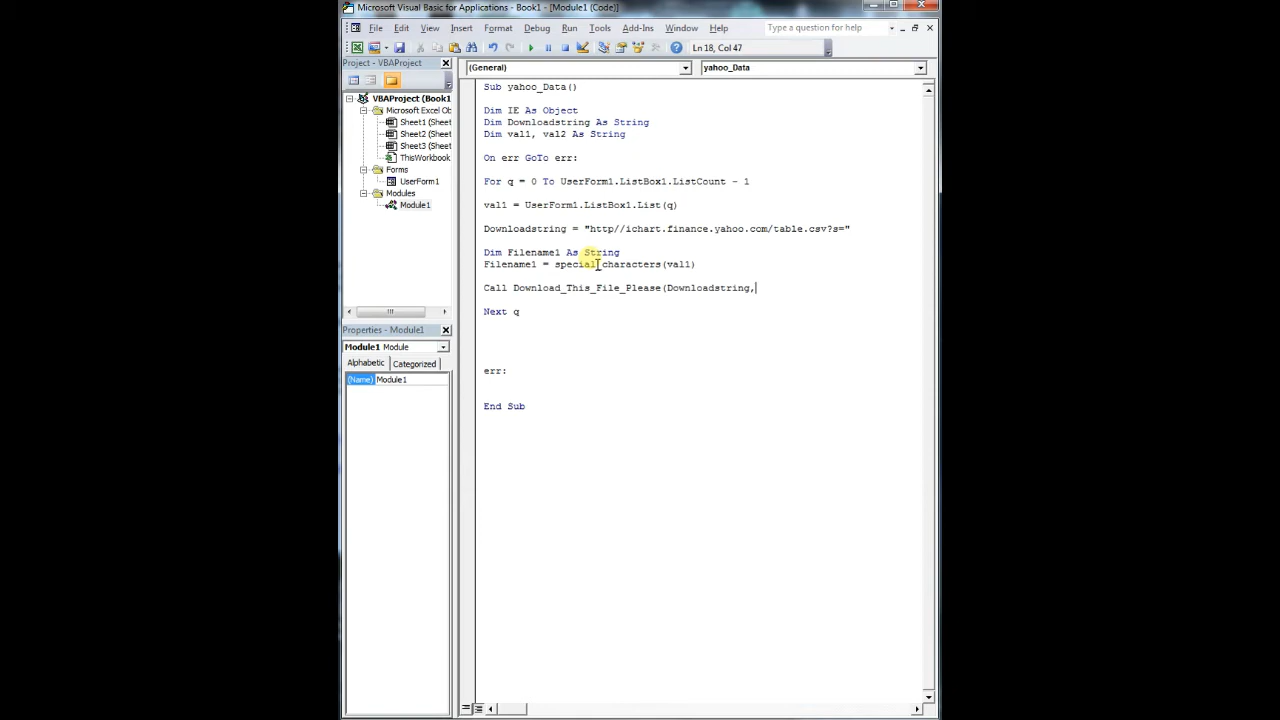 Microsoft Visual Basic for Applications - Book1 - [Module1 (Code)]
File Edit View Insert Format Debug Run Tools Add-Ins Window Help
Type a question for help
Ln 18, Col 47
Project - VBAProject
(General)
yahoo_Data
VBAProject (Book1
Microsoft Excel Ob
Sheet1 (Sheet
Sheet2 (Sheet
Sheet3 (Sheet
ThisWorkbook
Forms
UserForm1
Modules
Module1
Properties - Module1
Module1 Module
Alphabetic Categorized
(Name) Module1
Sub yahoo_Data()
Dim IE As Object
Dim Downloadstring As String
Dim val1, val2 As String
On err GoTo err:
For q = 0 To UserForm1.ListBox1.ListCount - 1
val1 = UserForm1.ListBox1.List(q)
Downloadstring = "http//ichart.finance.yahoo.com/table.csv?s="
Dim Filename1 As String
Filename1 = special_characters(val1)
Call Download_This_File_Please(Downloadstring,
Next q
err:
End Sub